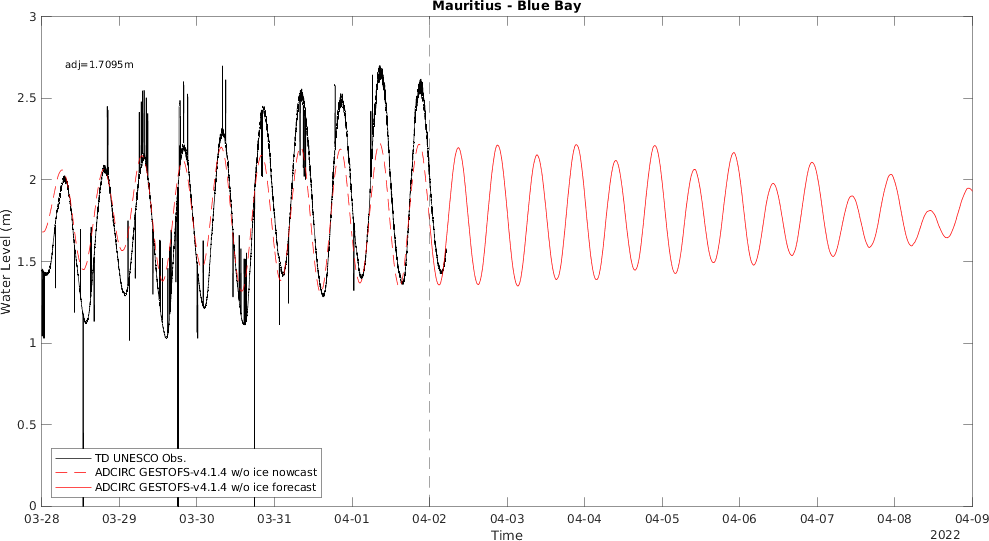 Mauritius - Blue Bay
adj=1.7095m
Water Level (m)
3
2.5
2
1.5
1
0.5
0
TD UNESCO Obs.
ADCIRC GESTOFS-v4.1.4 w/o ice nowcast
ADCIRC GESTOFS-v4.1.4 w/o ice forecast
03-28 03-29 03-30 03-31 04-01 04-02 04-03 04-04 04-05 04-06 04-07 04-08 04-09
Time
2022